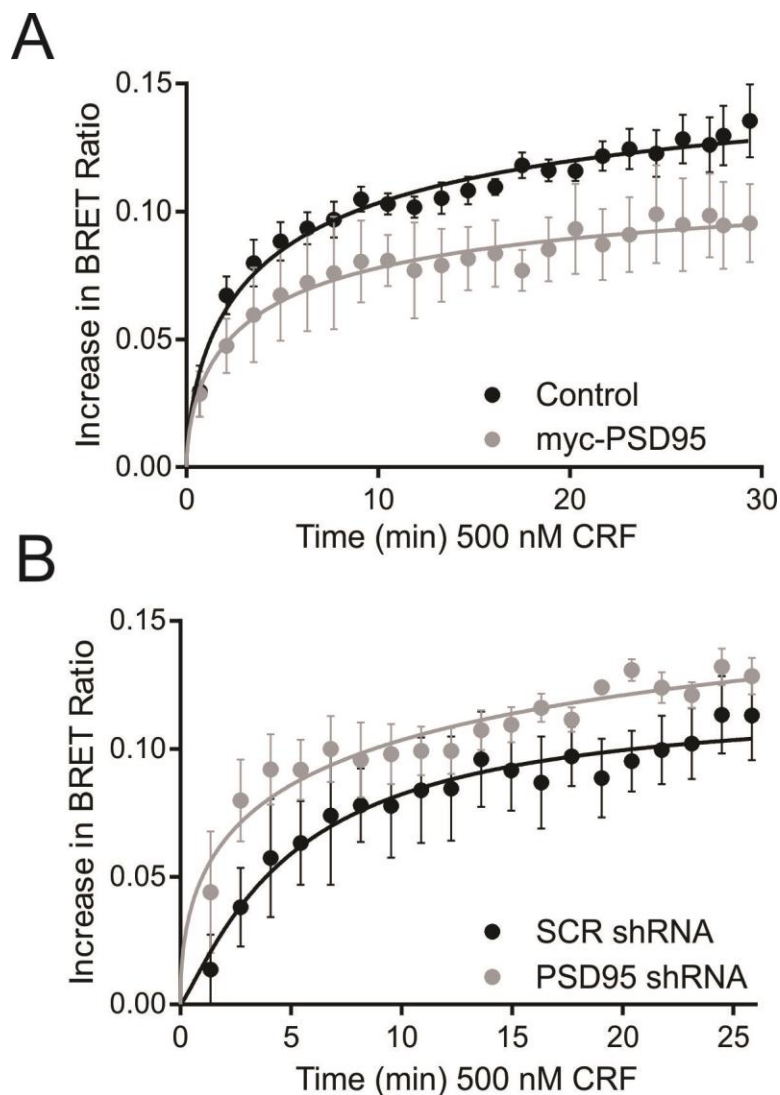 A
Increase in BRET Ratio
0.15
0.10
0.05
0.00
Control
myc-PSD95
0 10 20 30
Time (min) 500 nM CRF
B
Increase in BRET Ratio
0.15
0.10
0.05
0.00
SCR shRNA
PSD95 shRNA
0 5 10 15 20 25
Time (min) 500 nM CRF